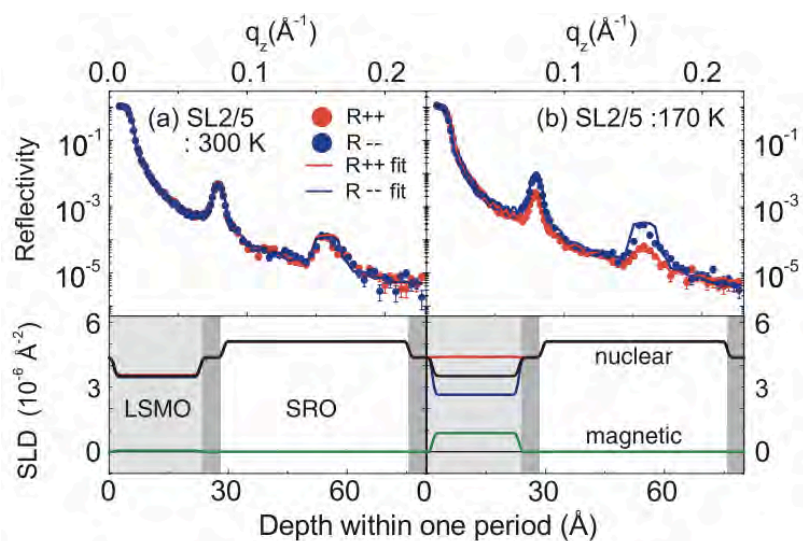 q_z(Å⁻¹) q_z(Å⁻¹)
0.0 0.1 0.2 0.1 0.2
(a) SL2/5 : 300 K
R++
R --
R++ fit
R -- fit
(b) SL2/5 :170 K
Reflectivity
10⁻¹ 10⁻¹
10⁻³ 10⁻³
10⁻⁵ 10⁻⁵
SLD (10⁻⁶ Å⁻²)
6 6
3 3
0 0
LSMO SRO
nuclear
magnetic
0 30 60 0 30 60
Depth within one period (Å)